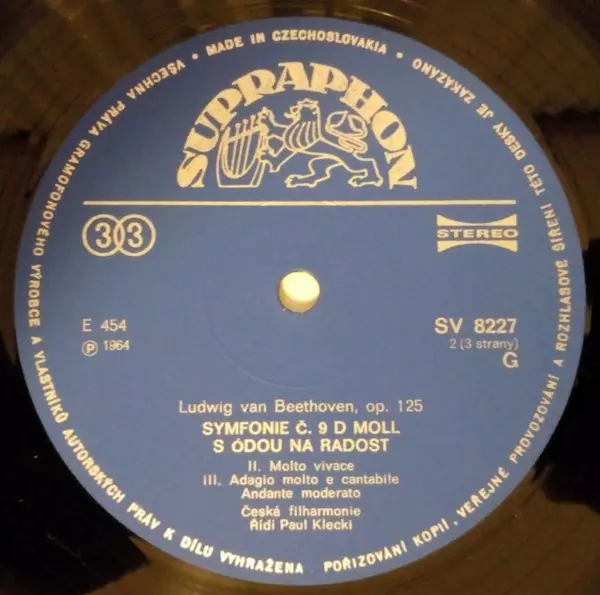 VŠECHNA PRÁVA GRAMOFONOVÉHO VÝROBCE A VLASTNÍKŮ AUTORSKÝCH PRÁV K DÍLU VYHRAŽENA. POŘIZOVÁNÍ KOPIÍ, VEŘEJNÉ PROVOZOVÁNÍ A ROZHLASOVÉ ŠÍŘENÍ TÉTO DESKY JE ZAKÁZÁNO • MADE IN CZECHOSLOVAKIA •
SUPRAPHON
33
STEREO
E 454
SV 8227
Ⓟ 1964
2 (3 strany)
G
Ludwig van Beethoven, op. 125
SYMFONIE Č. 9 D MOLL
S ÓDOU NA RADOST
II. Molto vivace
III. Adagio molto e cantabile
Andante moderato
Česká filharmonie
Řídí Paul Klecki